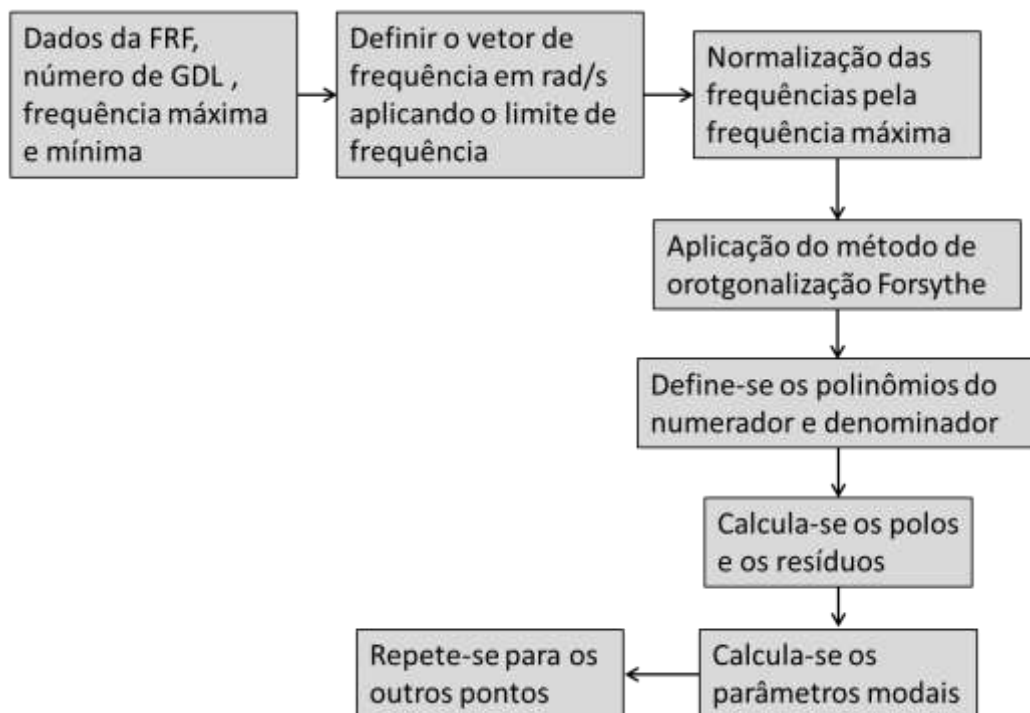 Dados da FRF,
número de GDL ,
frequência máxima
e mínima
Definir o vetor de
frequência em rad/s
aplicando o limite de
frequência
Normalização das
frequências pela
frequência máxima
Aplicação do método de
orotgonalização Forsythe
Define-se os polinômios do
numerador e denominador
Calcula-se os polos
e os resíduos
Calcula-se os
parâmetros modais
Repete-se para os
outros pontos